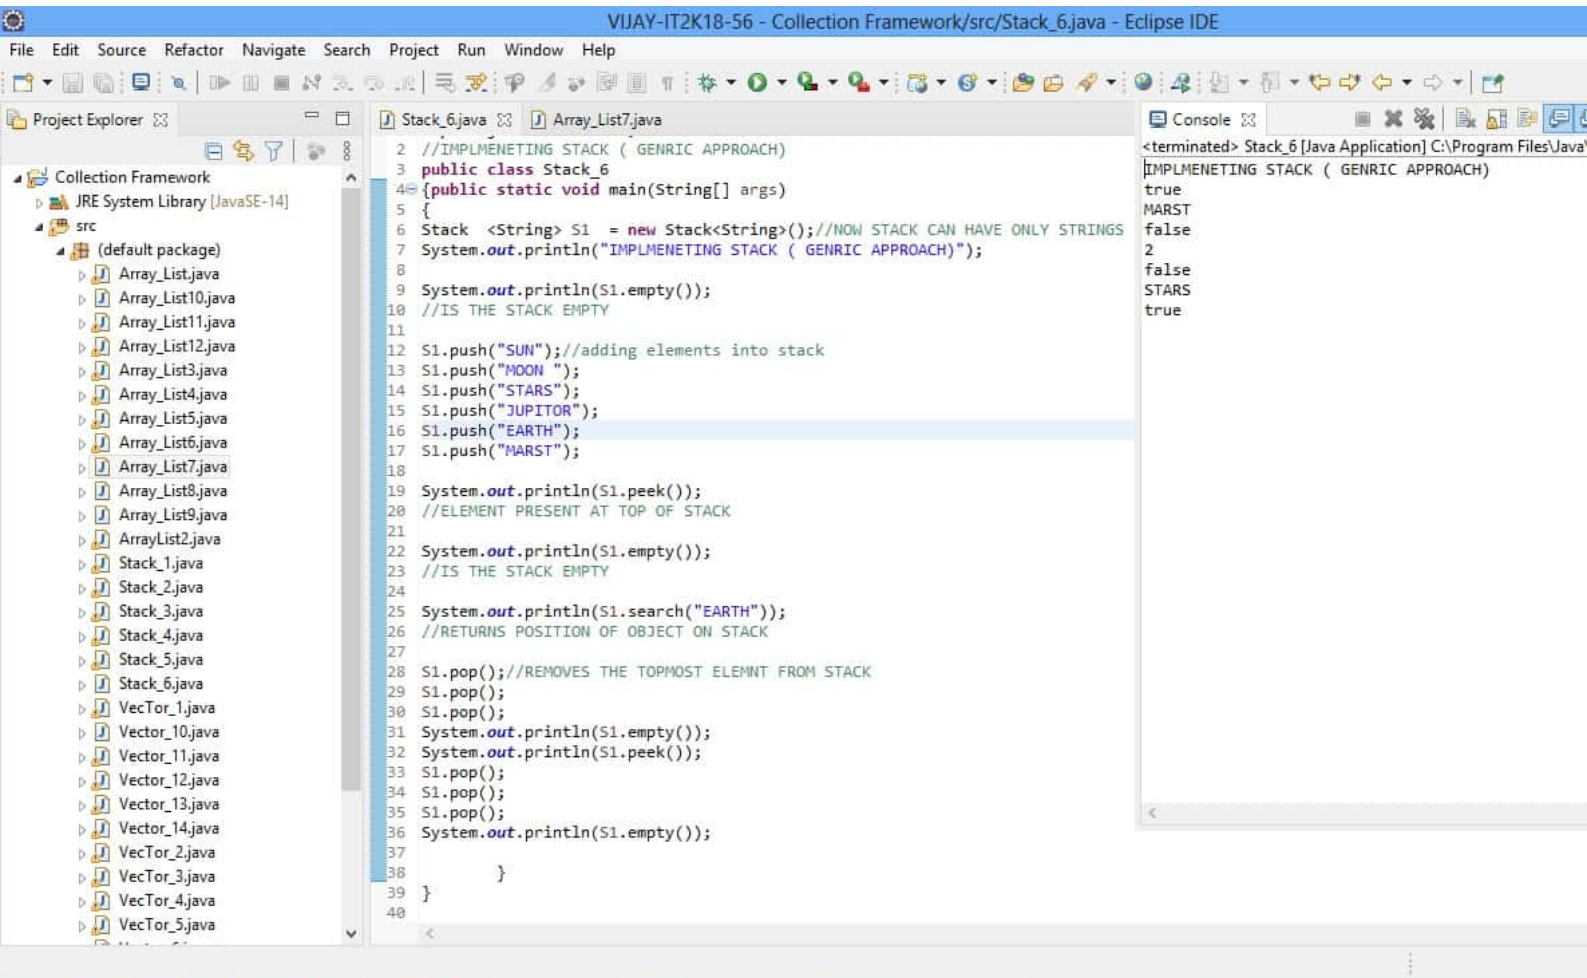 VIJAY-IT2K18-56 - Collection Framework/src/Stack_6.java - Eclipse IDE
File Edit Source Refactor Navigate Search Project Run Window Help
Project Explorer
Collection Framework
JRE System Library [JavaSE-14]
src
(default package)
Array_List.java
Array_List10.java
Array_List11.java
Array_List12.java
Array_List3.java
Array_List4.java
Array_List5.java
Array_List6.java
Array_List7.java
Array_List8.java
Array_List9.java
ArrayList2.java
Stack_1.java
Stack_2.java
Stack_3.java
Stack_4.java
Stack_5.java
Stack_6.java
VecTor_1.java
Vector_10.java
Vector_11.java
Vector_12.java
Vector_13.java
Vector_14.java
VecTor_2.java
VecTor_3.java
VecTor_4.java
VecTor_5.java
Stack_6.java Array_List7.java
2 //IMPLMENETING STACK ( GENRIC APPROACH)
3 public class Stack_6
4 {public static void main(String[] args)
5 {
6 Stack <String> S1 = new Stack<String>();//NOW STACK CAN HAVE ONLY STRINGS
7 System.out.println("IMPLMENETING STACK ( GENRIC APPROACH)");
8
9 System.out.println(S1.empty());
10 //IS THE STACK EMPTY
11
12 S1.push("SUN");//adding elements into stack
13 S1.push("MOON ");
14 S1.push("STARS");
15 S1.push("JUPITOR");
16 S1.push("EARTH");
17 S1.push("MARST");
18
19 System.out.println(S1.peek());
20 //ELEMENT PRESENT AT TOP OF STACK
21
22 System.out.println(S1.empty());
23 //IS THE STACK EMPTY
24
25 System.out.println(S1.search("EARTH"));
26 //RETURNS POSITION OF OBJECT ON STACK
27
28 S1.pop();//REMOVES THE TOPMOST ELEMNT FROM STACK
29 S1.pop();
30 S1.pop();
31 System.out.println(S1.empty());
32 System.out.println(S1.peek());
33 S1.pop();
34 S1.pop();
35 S1.pop();
36 System.out.println(S1.empty());
37
38 }
39 }
40
Console
<terminated> Stack_6 [Java Application] C:\Program Files\Java\
IMPLMENETING STACK ( GENRIC APPROACH)
true
MARST
false
2
false
STARS
true